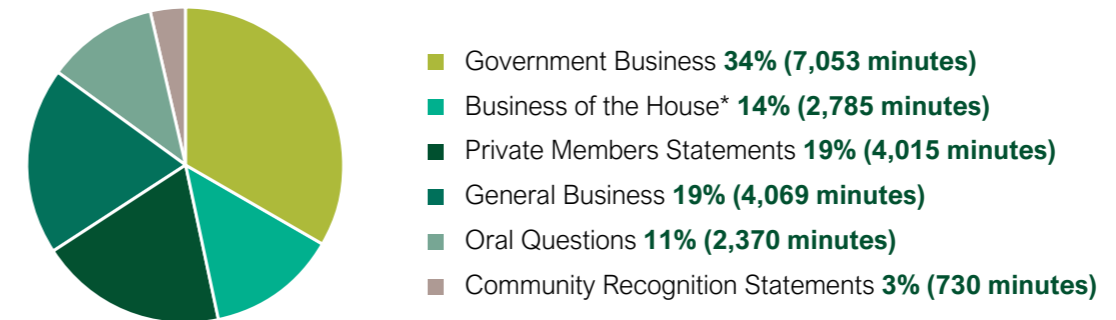 Government Business 34% (7,053 minutes)
Business of the House* 14% (2,785 minutes)
Private Members Statements 19% (4,015 minutes)
General Business 19% (4,069 minutes)
Oral Questions 11% (2,370 minutes)
Community Recognition Statements 3% (730 minutes)